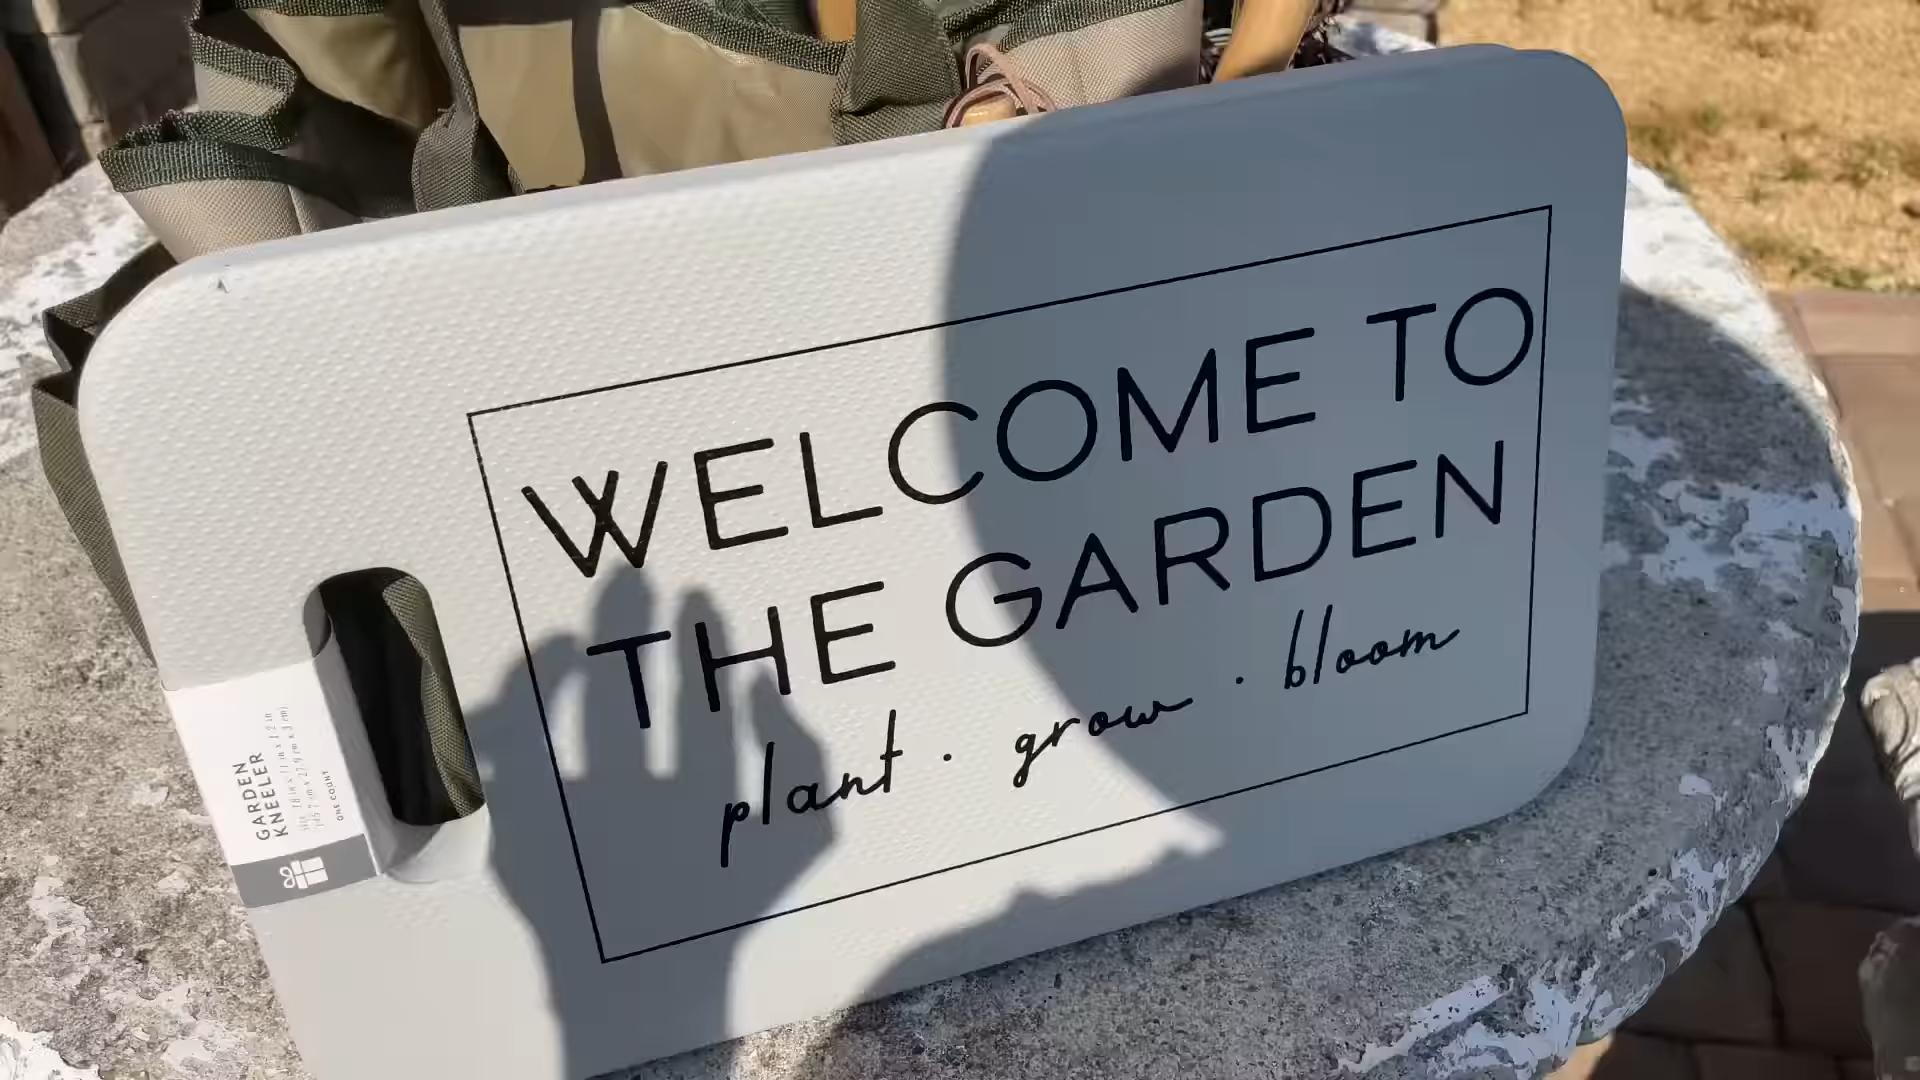 WELCOME TO
THE GARDEN
plant · grow · bloom
GARDEN
KNEELER
ONE COUNT